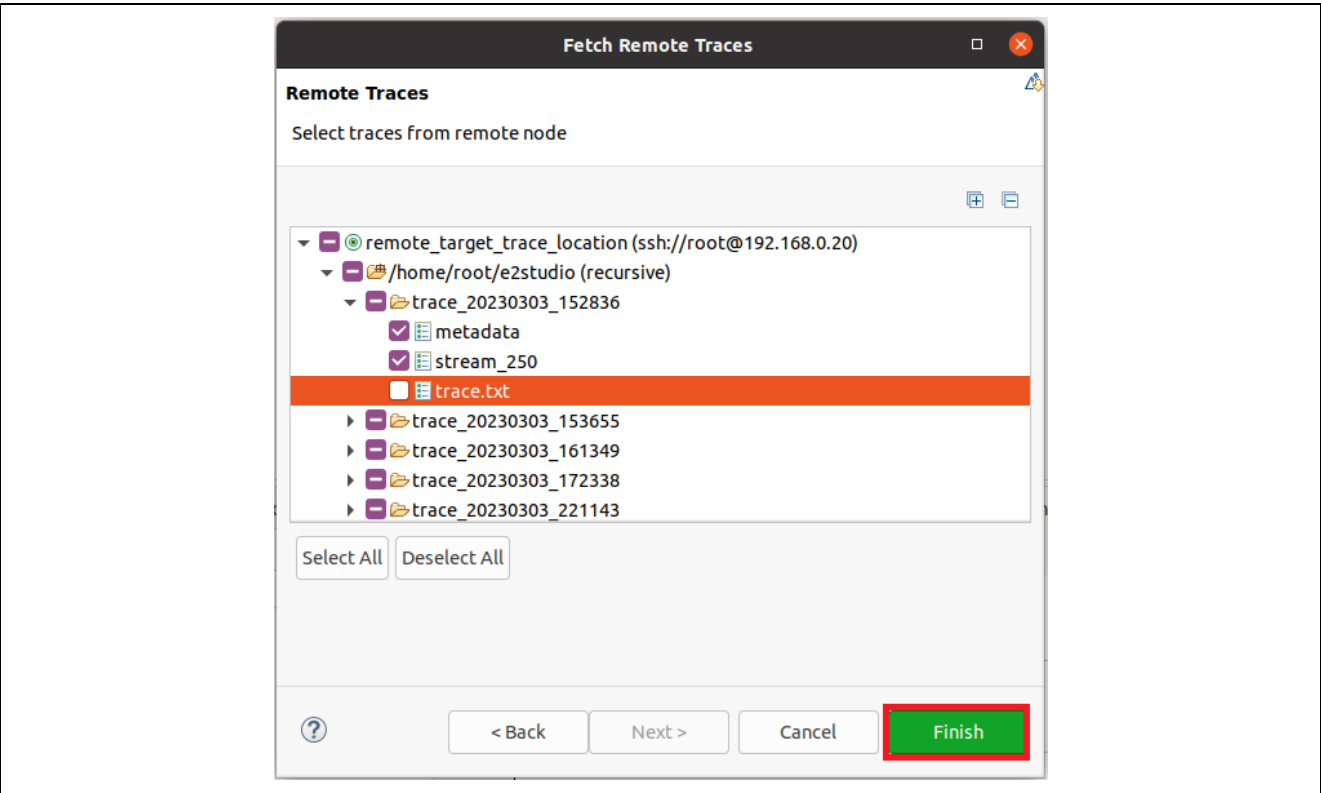 Fetch Remote Traces
Remote Traces
Select traces from remote node
remote_target_trace_location (ssh://root@192.168.0.20)
/home/root/e2studio (recursive)
trace_20230303_152836
metadata
stream_250
trace.txt
trace_20230303_153655
trace_20230303_161349
trace_20230303_172338
trace_20230303_221143
Select All Deselect All
< Back Next > Cancel Finish